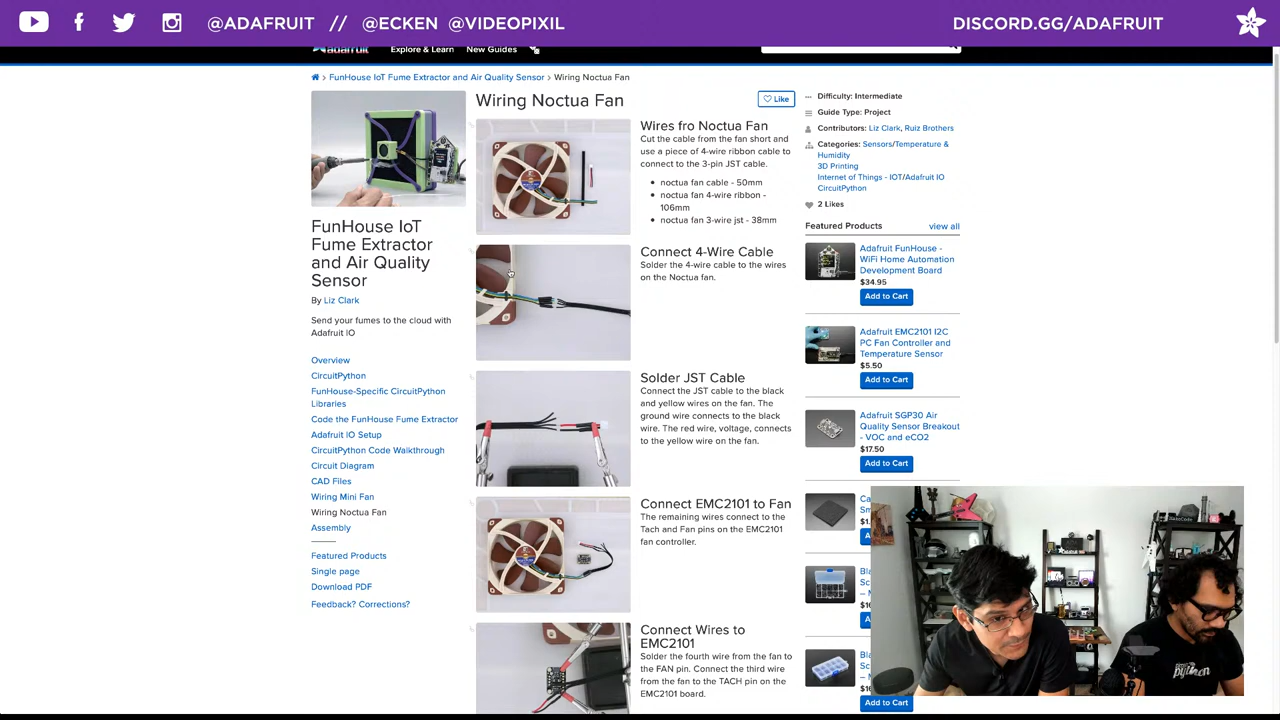 @ADAFRUIT // @ECKEN @VIDEOPIXIL
DISCORD.GG/ADAFRUIT
adafruit
Explore & Learn
New Guides
FunHouse IoT Fume Extractor and Air Quality Sensor > Wiring Noctua Fan
FunHouse IoT
Fume Extractor
and Air Quality
Sensor
By Liz Clark
Send your fumes to the cloud with
Adafruit IO
Overview
CircuitPython
FunHouse-Specific CircuitPython
Libraries
Code the FunHouse Fume Extractor
Adafruit IO Setup
CircuitPython Code Walkthrough
Circuit Diagram
CAD Files
Wiring Mini Fan
Wiring Noctua Fan
Assembly
Featured Products
Single page
Download PDF
Feedback? Corrections?
Wiring Noctua Fan
Like
Wires fro Noctua Fan
Cut the cable from the fan short and
use a piece of 4-wire ribbon cable to
connect to the 3-pin JST cable.
noctua fan cable - 50mm
noctua fan 4-wire ribbon -
106mm
noctua fan 3-wire jst - 38mm
Connect 4-Wire Cable
Solder the 4-wire cable to the wires
on the Noctua fan.
Solder JST Cable
Connect the JST cable to the black
and yellow wires on the fan. The
ground wire connects to the black
wire. The red wire, voltage, connects
to the yellow wire on the fan.
Connect EMC2101 to Fan
The remaining wires connect to the
Tach and Fan pins on the EMC2101
fan controller.
Connect Wires to
EMC2101
Solder the fourth wire from the fan to
the FAN pin. Connect the third wire
from the fan to the TACH pin on the
EMC2101 board.
Difficulty: Intermediate
Guide Type: Project
Contributors: Liz Clark, Ruiz Brothers
Categories: Sensors/Temperature &
Humidity
3D Printing
Internet of Things - IOT/Adafruit IO
CircuitPython
2 Likes
Featured Products
view all
Adafruit FunHouse -
WiFi Home Automation
Development Board
$34.95
Add to Cart
Adafruit EMC2101 I2C
PC Fan Controller and
Temperature Sensor
$5.50
Add to Cart
Adafruit SGP30 Air
Quality Sensor Breakout
- VOC and eCO2
$17.50
Add to Cart
Add to Cart
python